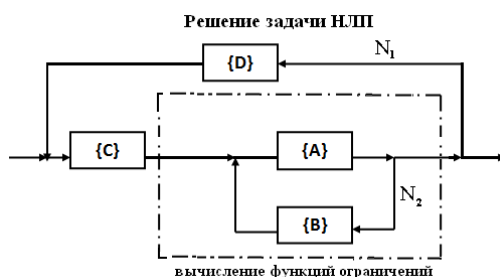 Решение задачи НЛП
N1
{D}
{C}
{A}
N2
{B}
вычисление функций ограничений